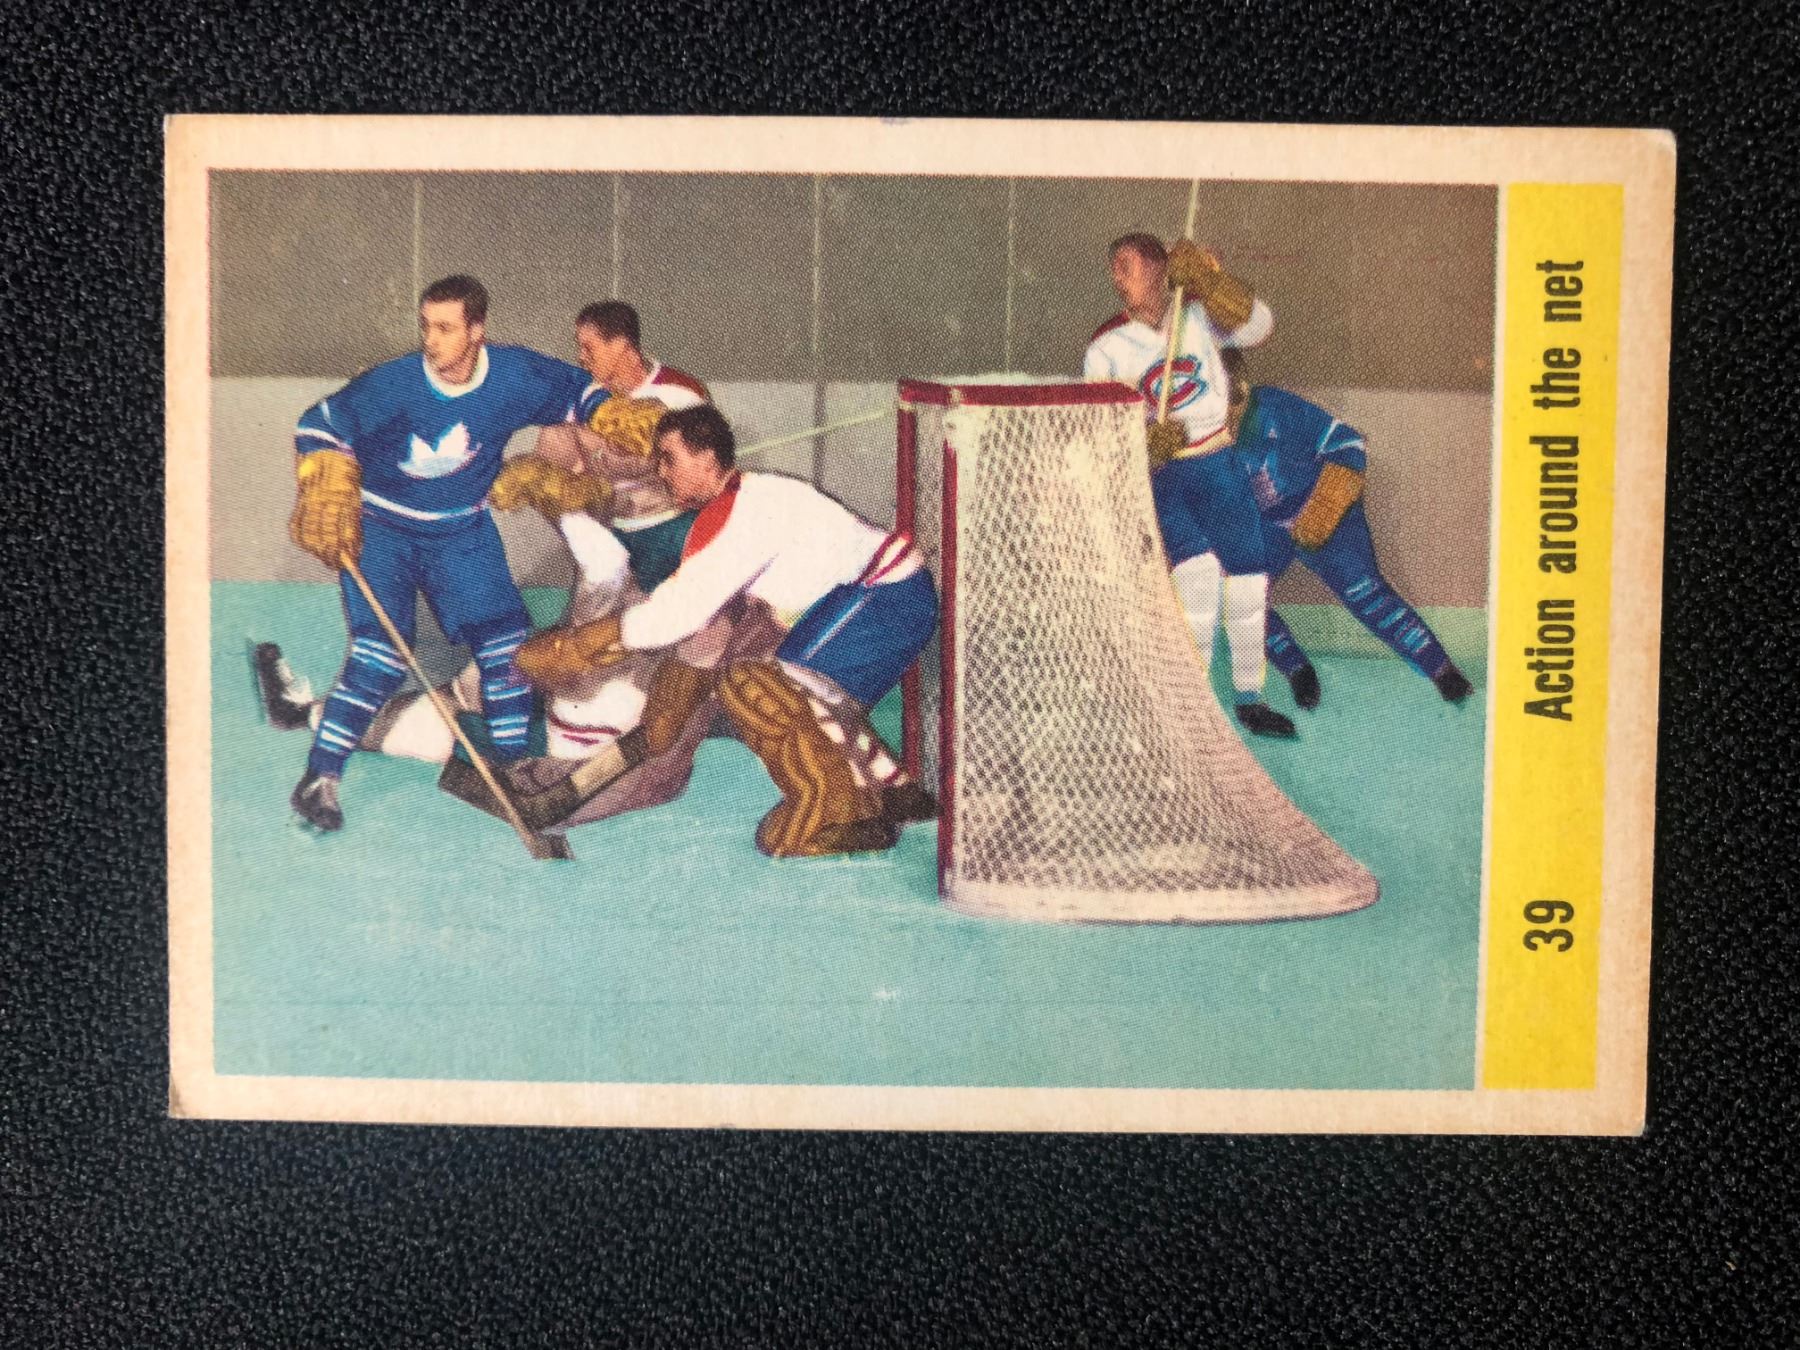 39 Action around the net